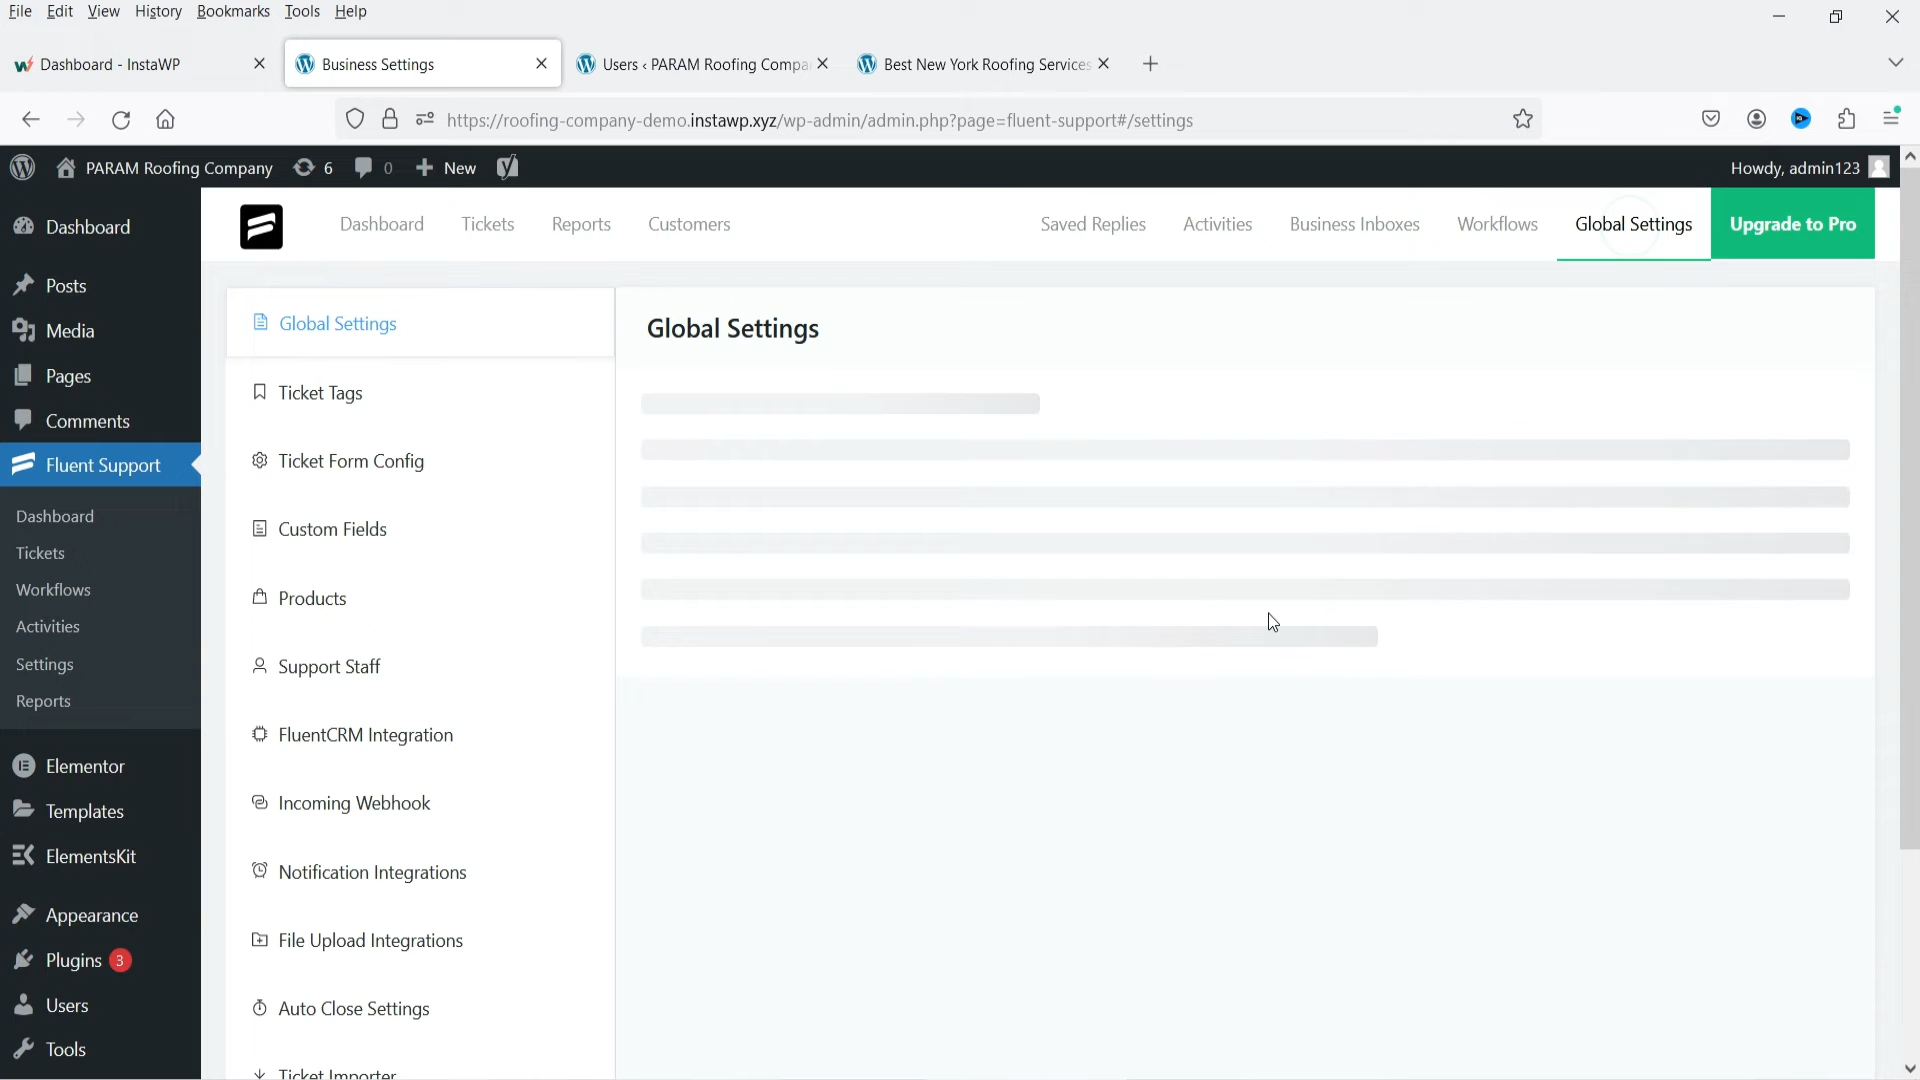 File Edit View History Bookmarks Tools Help
Dashboard - InstaWP
Business Settings
Users ‹ PARAM Roofing Compa
Best New York Roofing Services
https://roofing-company-demo.instawp.xyz/wp-admin/admin.php?page=fluent-support#/settings
PARAM Roofing Company 6 0 New
Howdy, admin123
Dashboard
Posts
Media
Pages
Comments
Fluent Support
Dashboard
Tickets
Workflows
Activities
Settings
Reports
Elementor
Templates
ElementsKit
Appearance
Plugins 3
Users
Tools
Dashboard Tickets Reports Customers Saved Replies Activities Business Inboxes Workflows Global Settings Upgrade to Pro
Global Settings
Ticket Tags
Ticket Form Config
Custom Fields
Products
Support Staff
FluentCRM Integration
Incoming Webhook
Notification Integrations
File Upload Integrations
Auto Close Settings
Ticket Importer
Global Settings